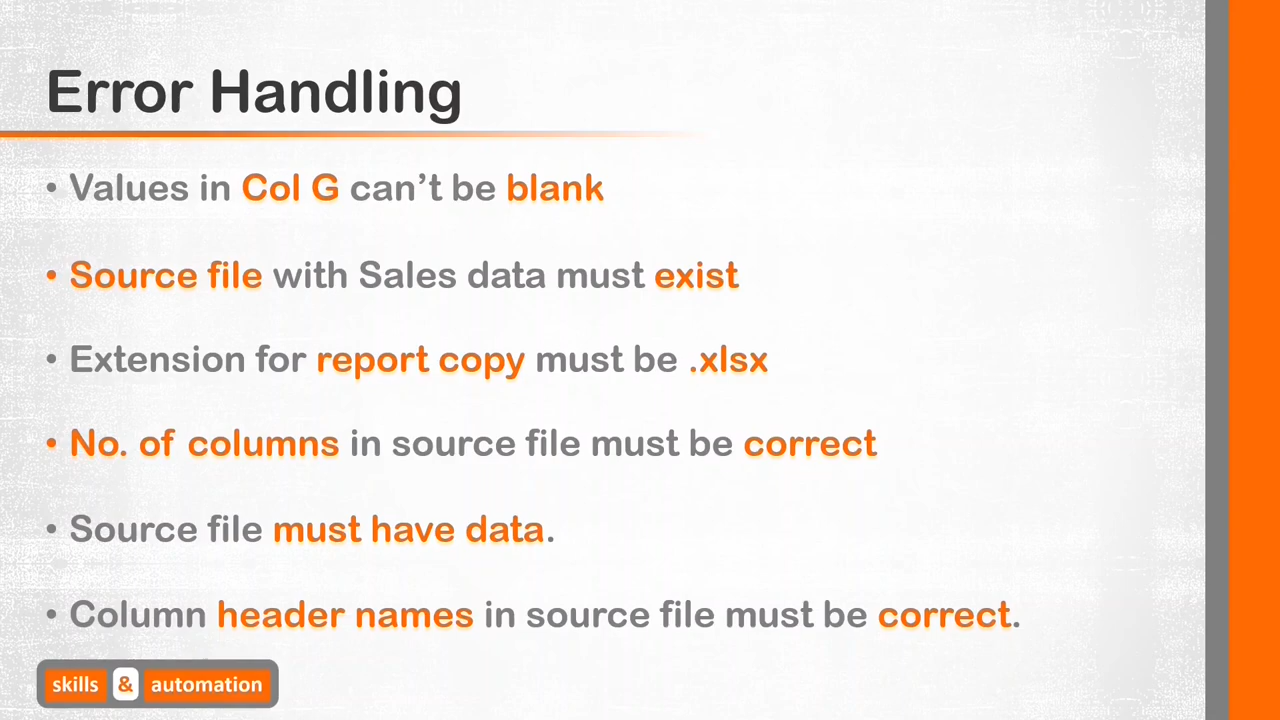 Error Handling
• Values in Col G can’t be blank
• Source file with Sales data must exist
• Extension for report copy must be .xlsx
• No. of columns in source file must be correct
• Source file must have data.
• Column header names in source file must be correct.
skills & automation